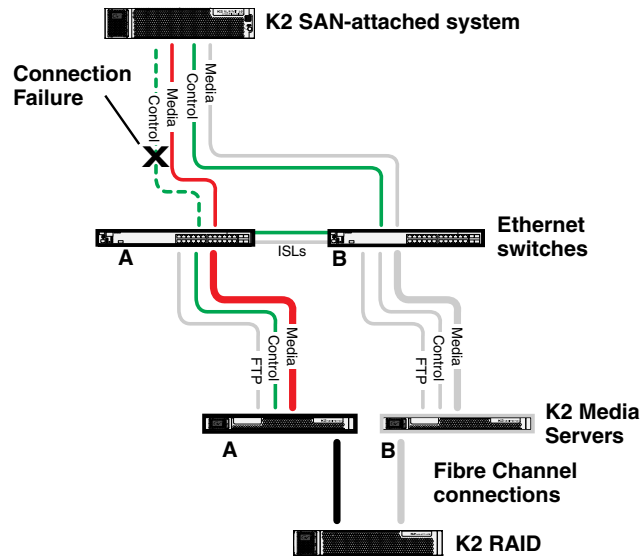 K2 SAN-attached system
Connection
Failure
Control
Media
Control
Media
Ethernet
switches
A
ISLs
B
FTP
Control
Media
FTP
Control
Media
K2 Media
Servers
A
B
Fibre Channel
connections
K2 RAID